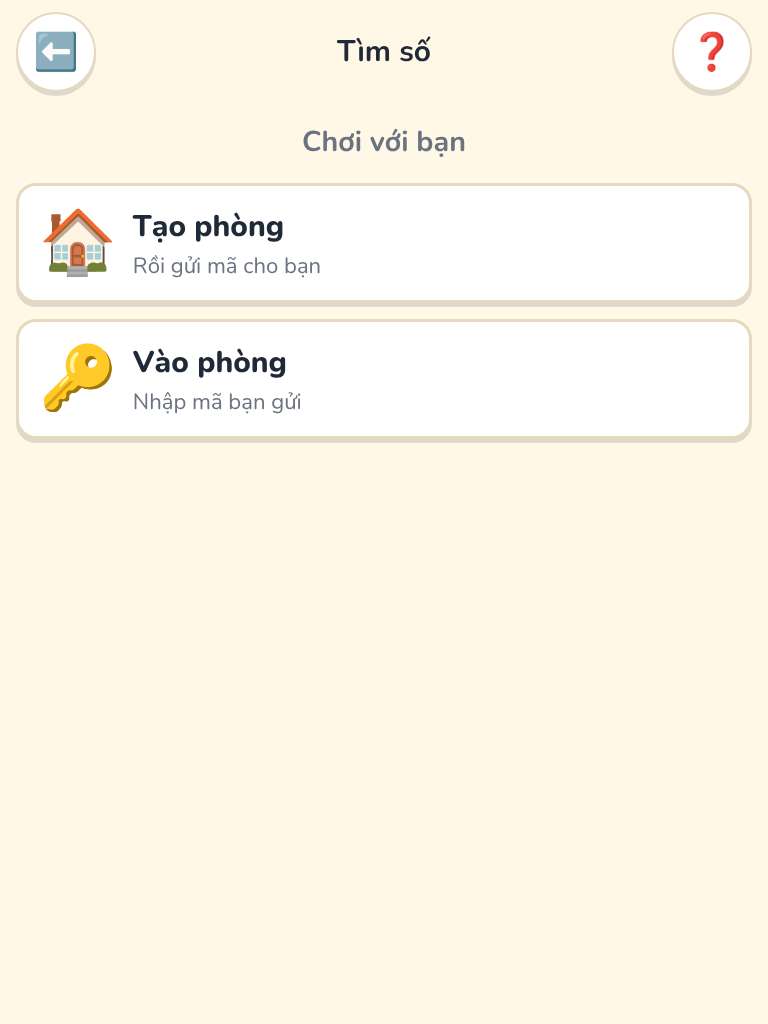 Tìm số
Chơi với bạn
Tạo phòng
Rồi gửi mã cho bạn
Vào phòng
Nhập mã bạn gửi